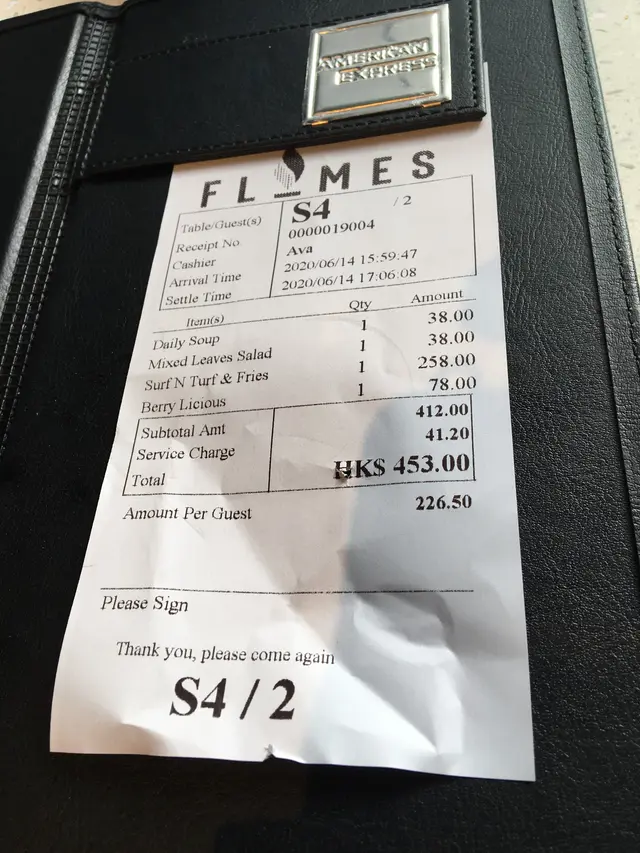 AMERICAN
EXPRESS
FLAMES
Table/Guest(s) S4 / 2
Receipt No 0000019004
Cashier Ava
Arrival Time 2020/06/14 15:59:47
Settle Time 2020/06/14 17:06:08
Item(s) Qty Amount
Daily Soup 1 38.00
Mixed Leaves Salad 1 38.00
Surf N Turf & Fries 1 258.00
Berry Licious 1 78.00
Subtotal Amt 412.00
Service Charge 41.20
Total HK$ 453.00
Amount Per Guest 226.50
Please Sign
Thank you, please come again
S4 / 2